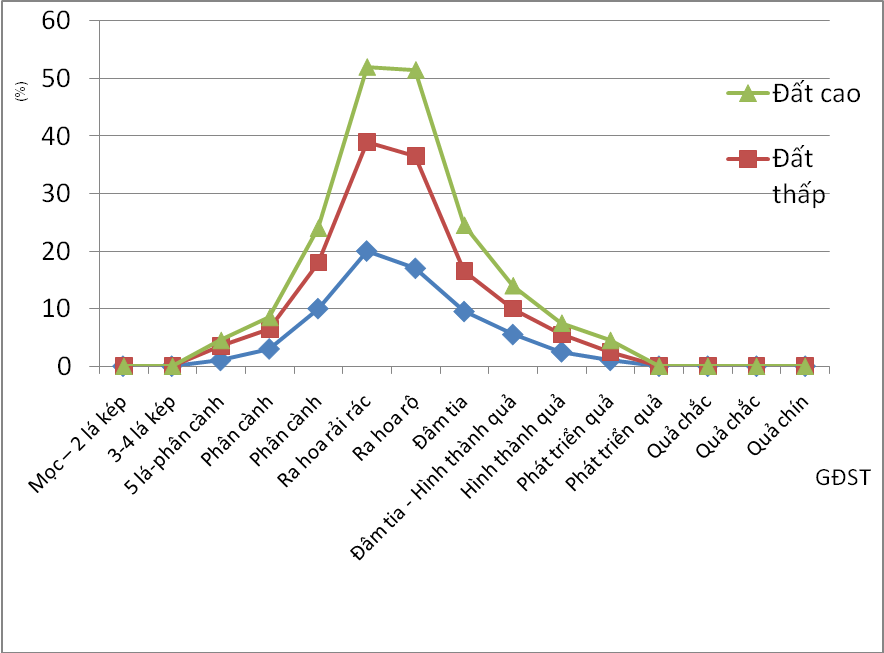 60
50
40
30
20
10
0
(%)
Đất cao
Đất
thấp
Mọc – 2 lá kép
3-4 lá kép
5 lá-phân cành
Phân cành
Phân cành
Ra hoa rải rác
Ra hoa rộ
Đâm tia
Đâm tia - Hình thành quả
Hình thành quả
Phát triển quả
Phát triển quả
Quả chắc
Quả chắc
Quả chín
GĐST